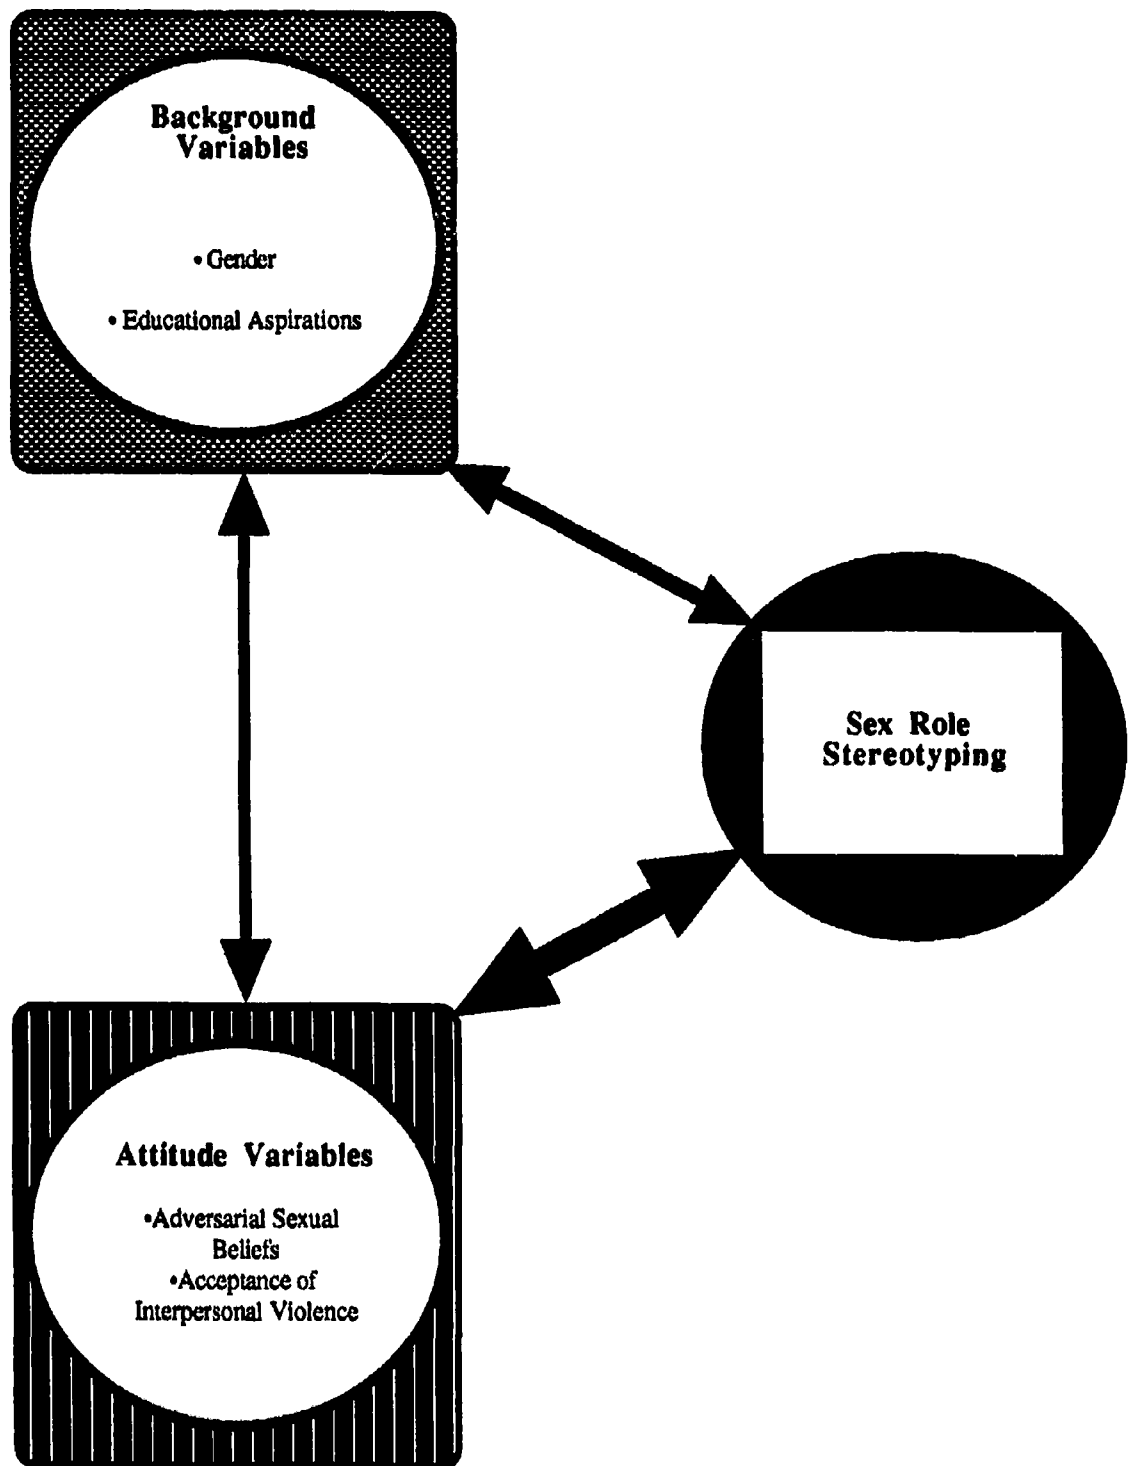 Background
Variables
• Gender
• Educational Aspirations
Sex Role
Stereotyping
Attitude Variables
•Adversarial Sexual
Beliefs
•Acceptance of
Interpersonal Violence